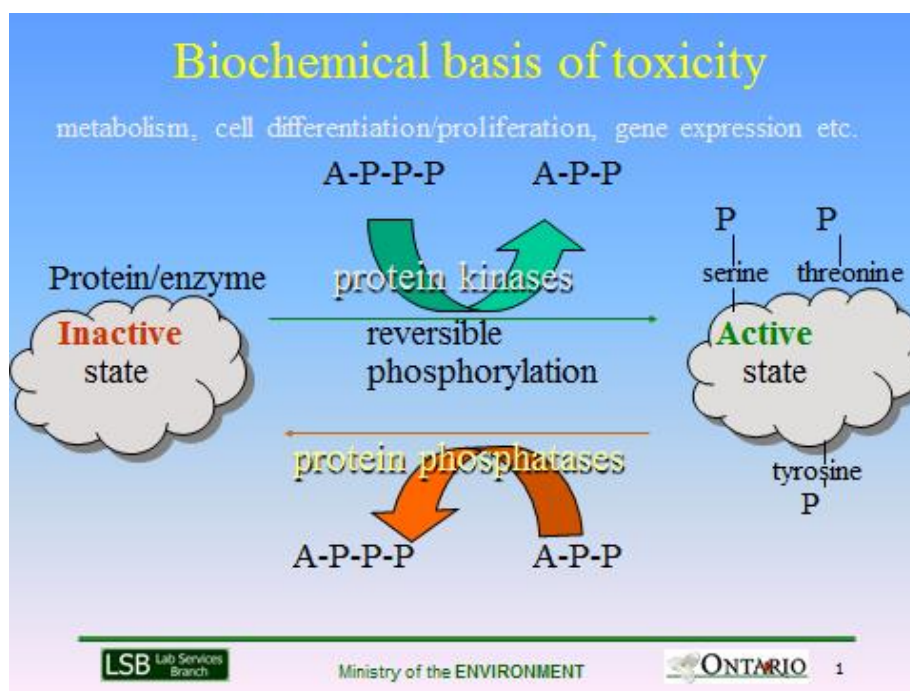 Biochemical basis of toxicity
metabolism, cell differentiation/proliferation, gene expression etc.
A-P-P-P
A-P-P
P
P
serine
threonine
Protein/enzyme
protein kinases
Inactive
state
reversible
phosphorylation
Active
state
protein phosphatases
tyrosine
P
A-P-P-P
A-P-P
LSB Lab Services
Branch
Ministry of the ENVIRONMENT
ONTARIO
1